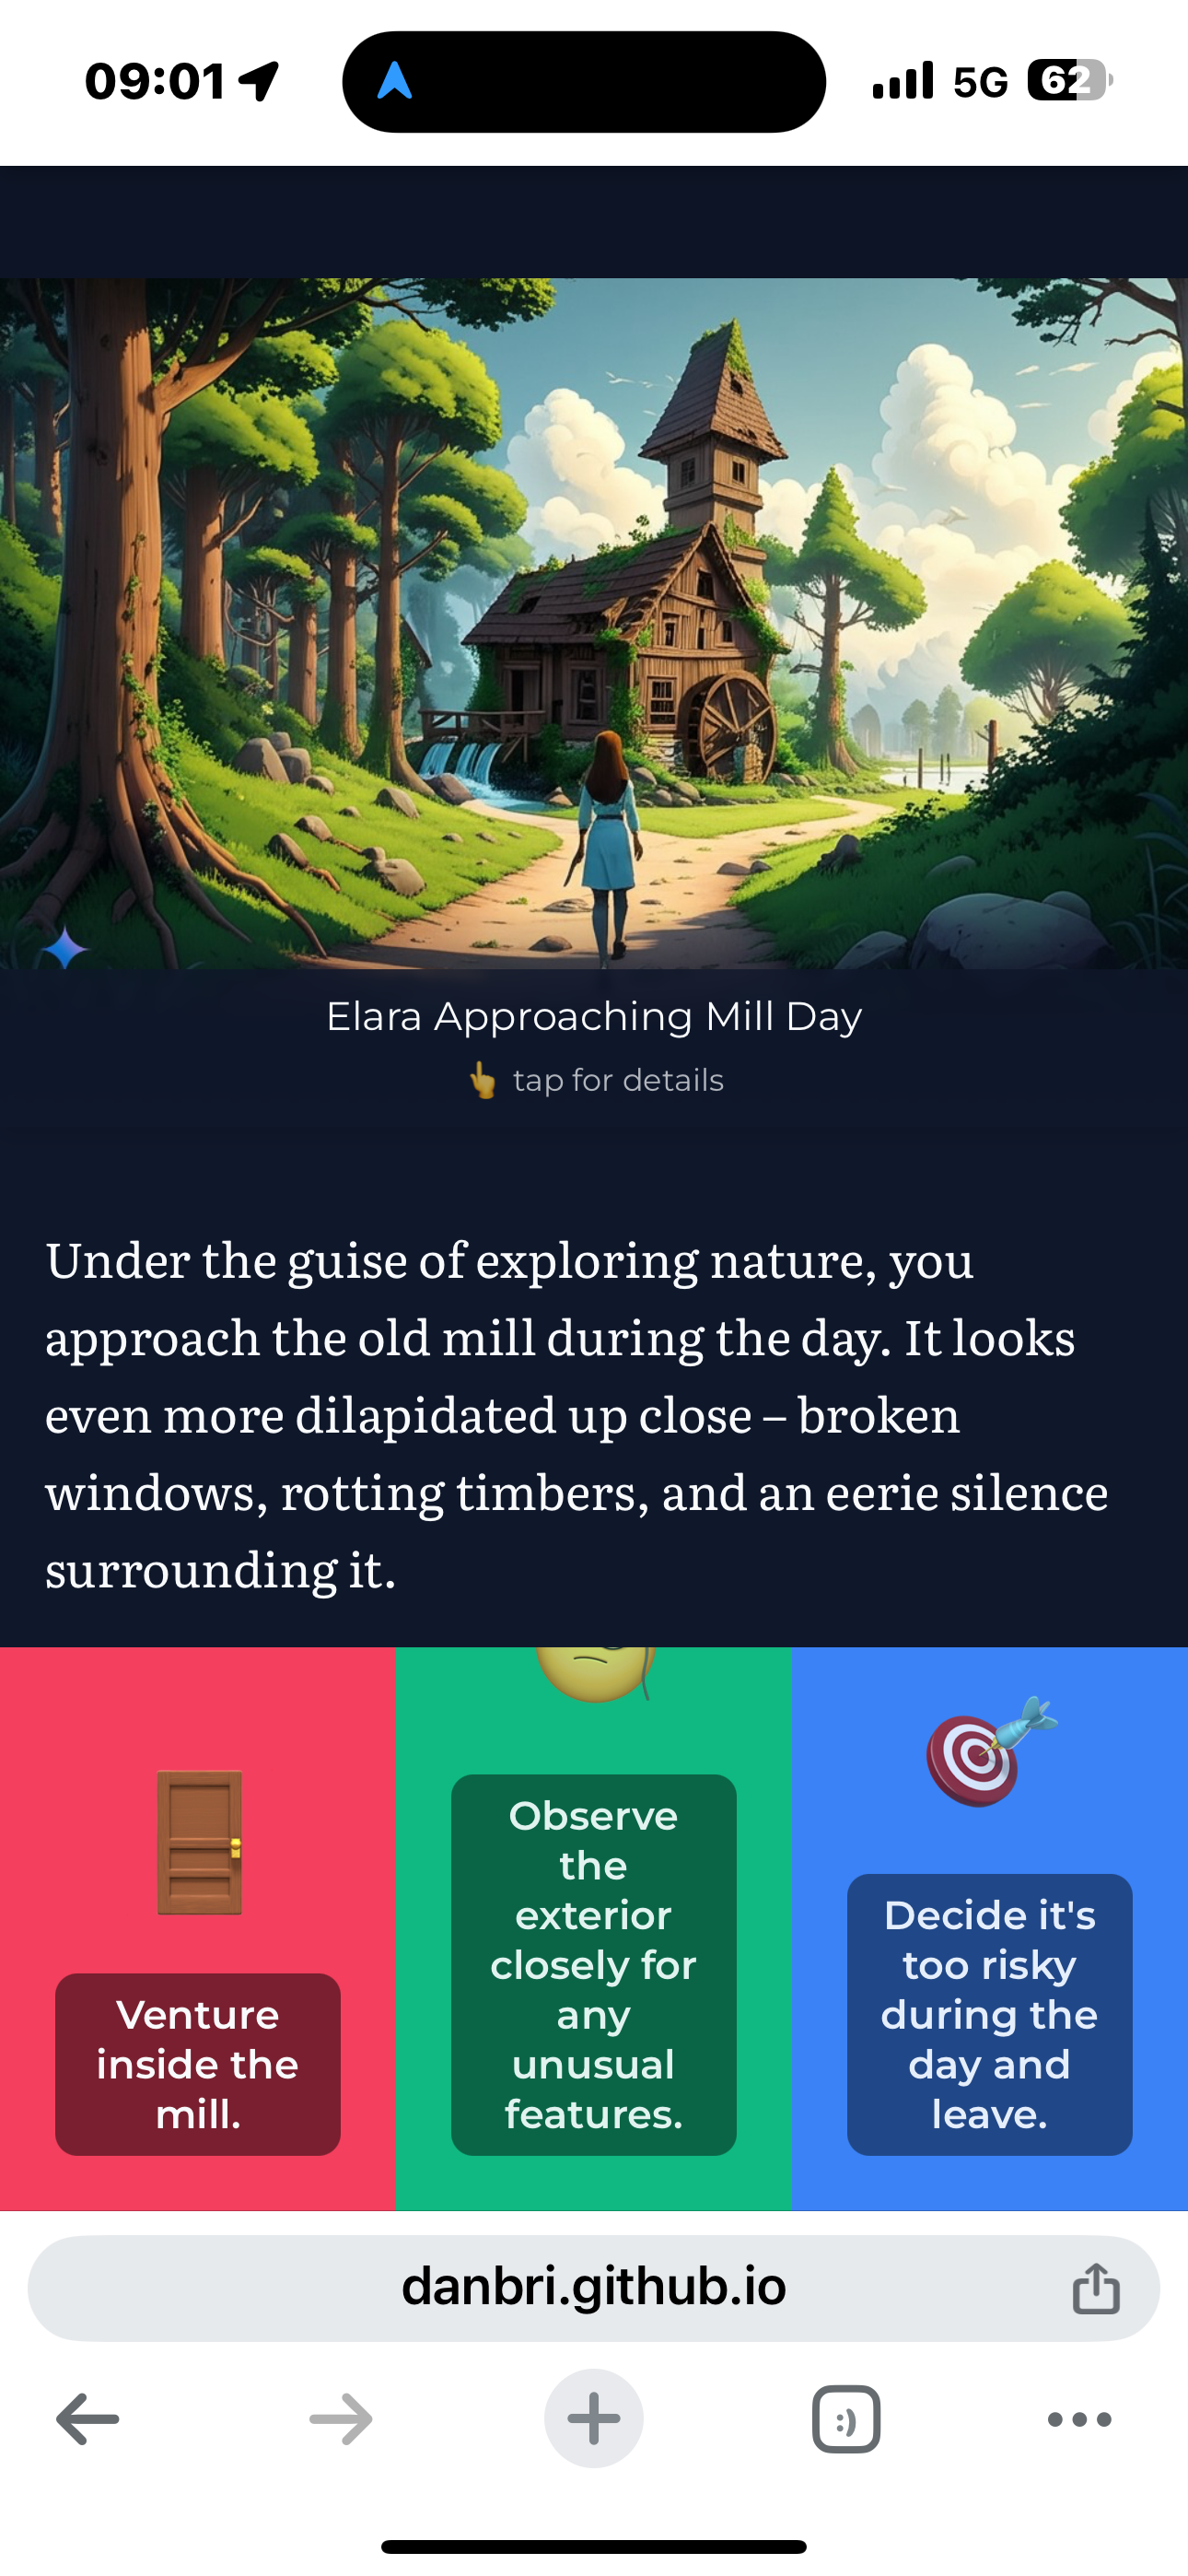 09:01
5G 62
Elara Approaching Mill Day
👆 tap for details
Under the guise of exploring nature, you
approach the old mill during the day. It looks
even more dilapidated up close – broken
windows, rotting timbers, and an eerie silence
surrounding it.
Venture
inside the
mill.
Observe
the
exterior
closely for
any
unusual
features.
Decide it's
too risky
during the
day and
leave.
danbri.github.io
:)